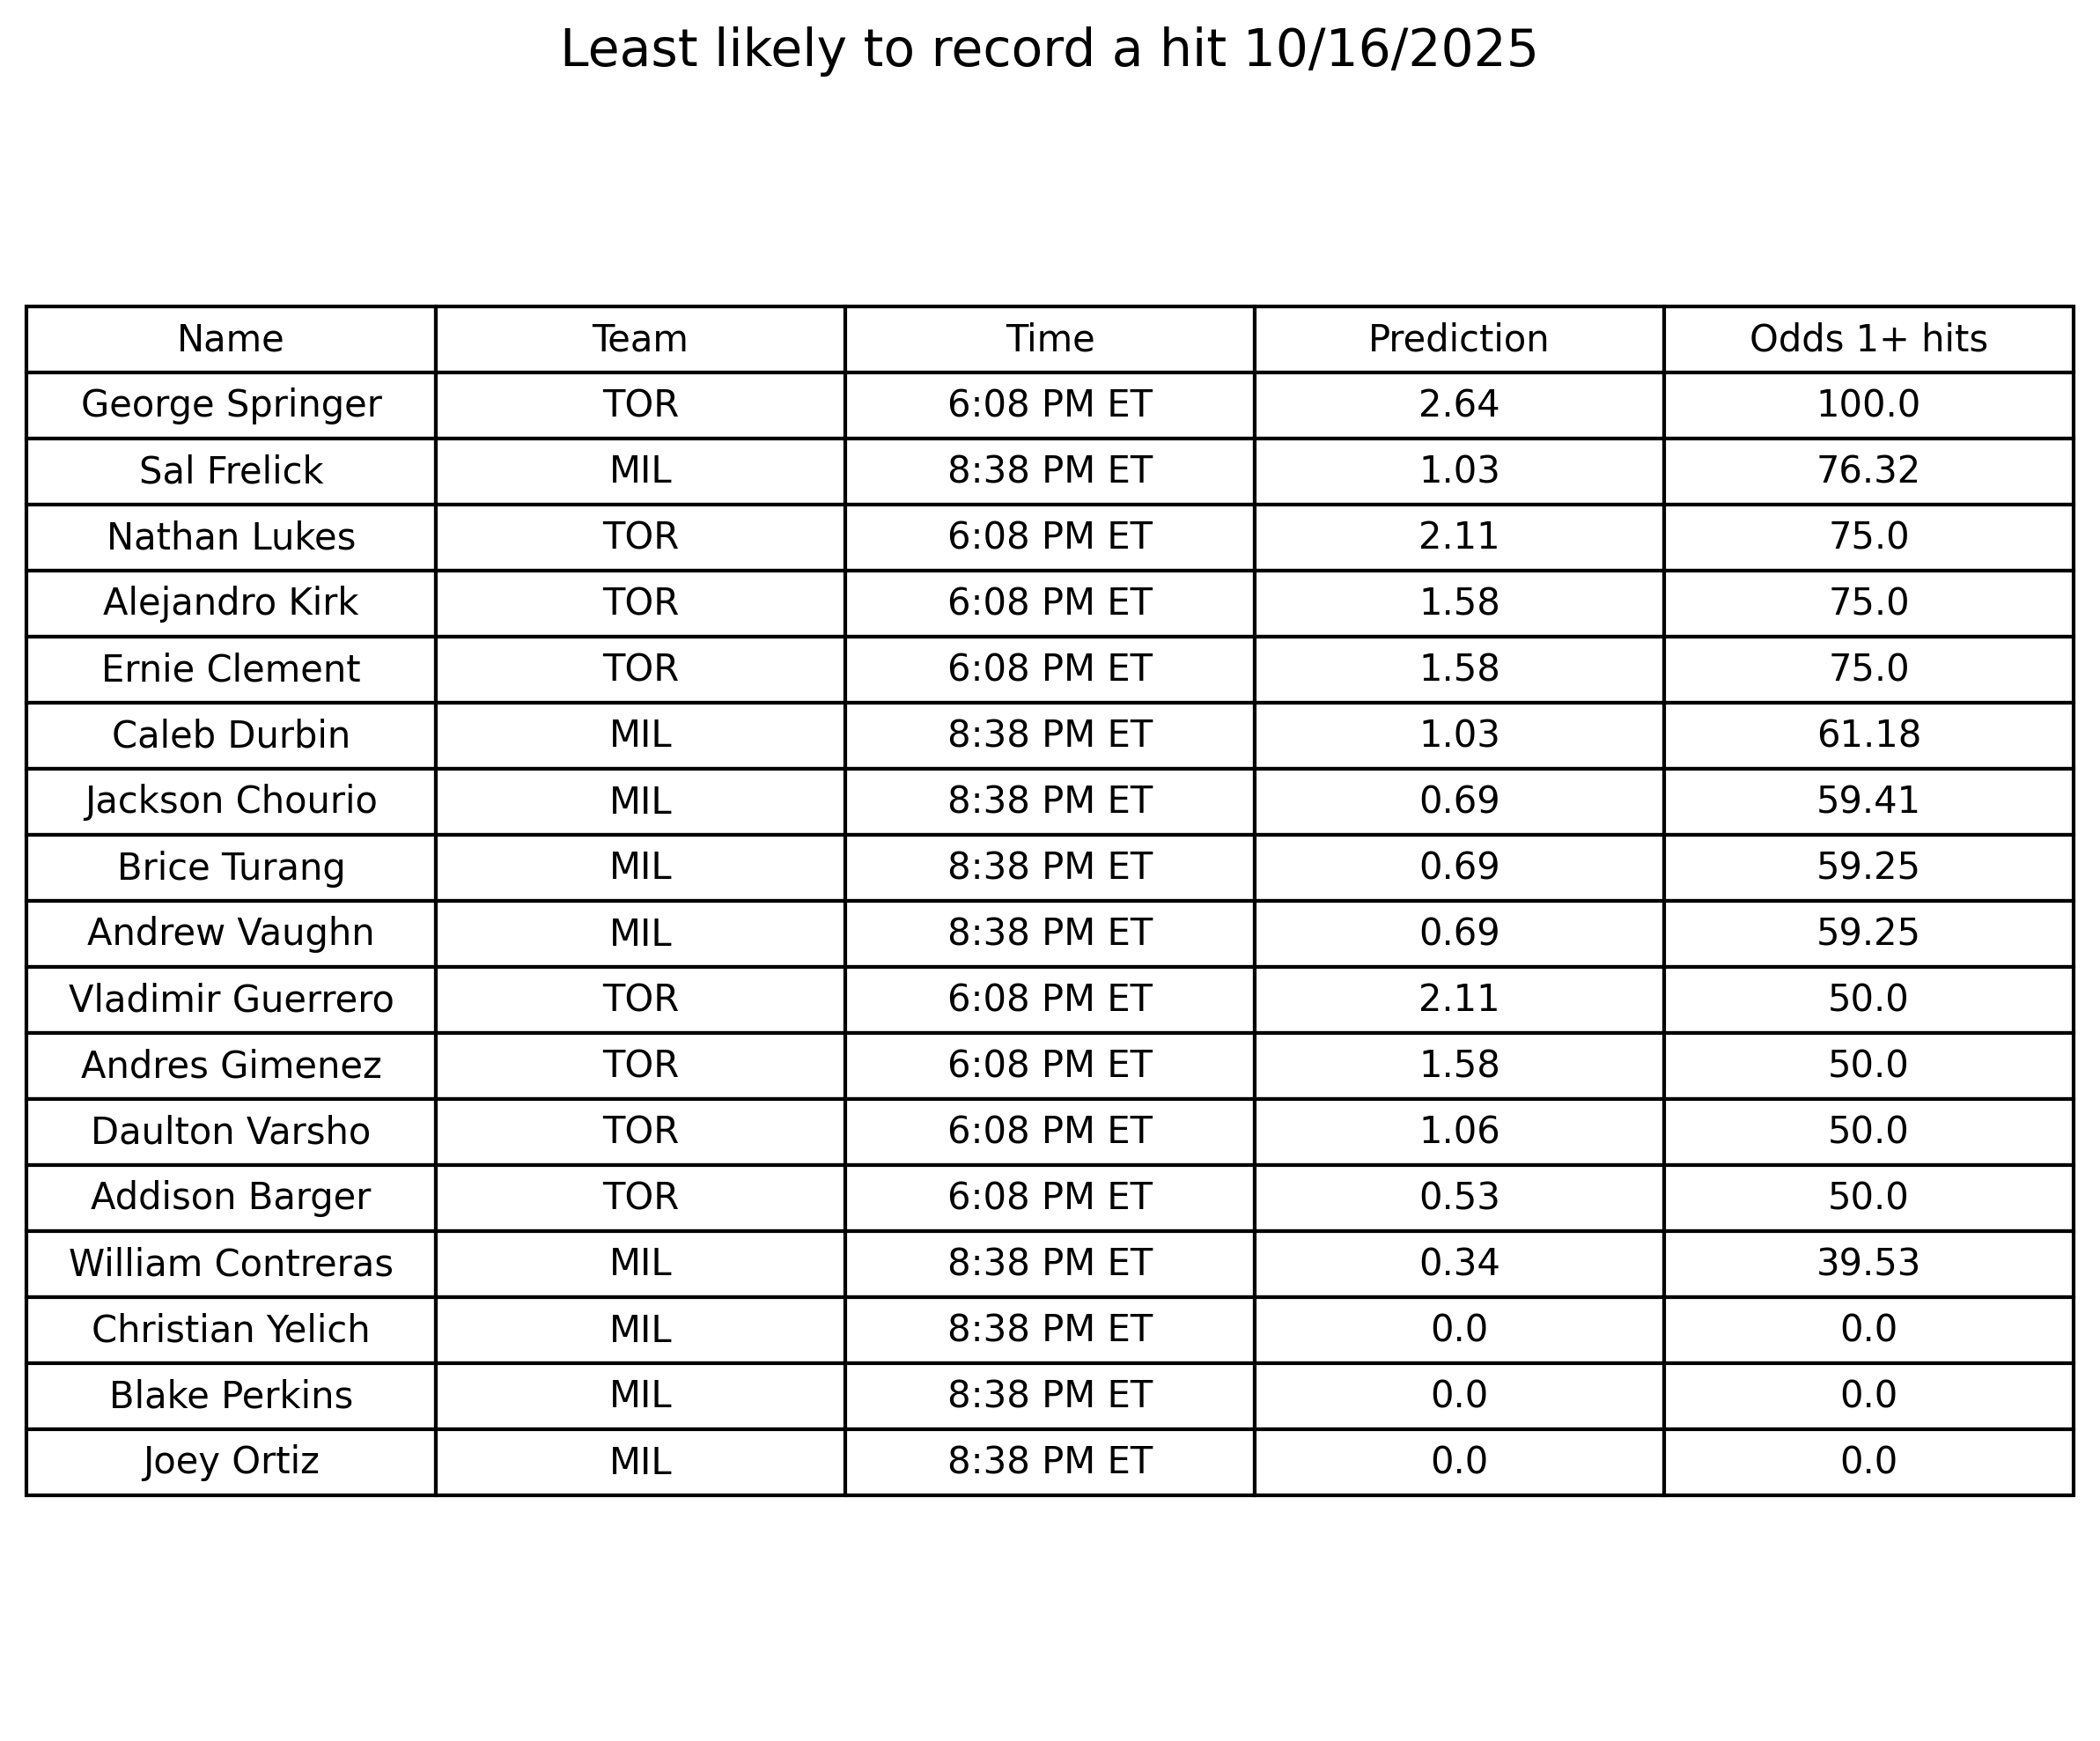 Least likely to record a hit 10/16/2025
Name Team Time Prediction Odds 1+ hits
George Springer TOR 6:08 PM ET 2.64 100.0
Sal Frelick MIL 8:38 PM ET 1.03 76.32
Nathan Lukes TOR 6:08 PM ET 2.11 75.0
Alejandro Kirk TOR 6:08 PM ET 1.58 75.0
Ernie Clement TOR 6:08 PM ET 1.58 75.0
Caleb Durbin MIL 8:38 PM ET 1.03 61.18
Jackson Chourio MIL 8:38 PM ET 0.69 59.41
Brice Turang MIL 8:38 PM ET 0.69 59.25
Andrew Vaughn MIL 8:38 PM ET 0.69 59.25
Vladimir Guerrero TOR 6:08 PM ET 2.11 50.0
Andres Gimenez TOR 6:08 PM ET 1.58 50.0
Daulton Varsho TOR 6:08 PM ET 1.06 50.0
Addison Barger TOR 6:08 PM ET 0.53 50.0
William Contreras MIL 8:38 PM ET 0.34 39.53
Christian Yelich MIL 8:38 PM ET 0.0 0.0
Blake Perkins MIL 8:38 PM ET 0.0 0.0
Joey Ortiz MIL 8:38 PM ET 0.0 0.0